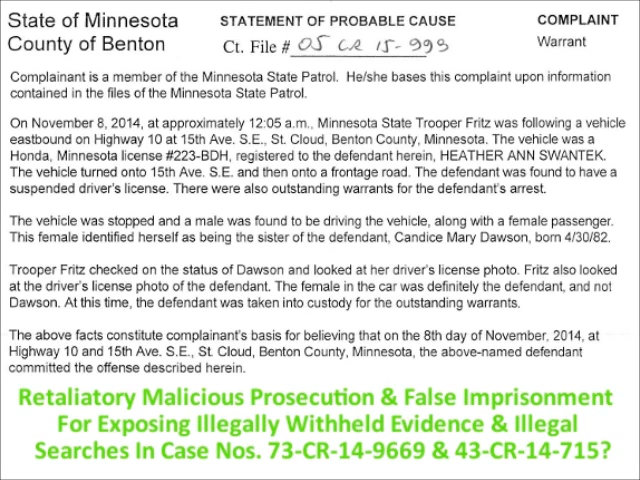 State of Minnesota
County of Benton
STATEMENT OF PROBABLE CAUSE
Ct. File # 05 CR 15-999
COMPLAINT
Warrant
Complainant is a member of the Minnesota State Patrol. He/she bases this complaint upon information
contained in the files of the Minnesota State Patrol.
On November 8, 2014, at approximately 12:05 a.m., Minnesota State Trooper Fritz was following a vehicle
eastbound on Highway 10 at 15th Ave. S.E., St. Cloud, Benton County, Minnesota. The vehicle was a
Honda, Minnesota license #223-BDH, registered to the defendant herein, HEATHER ANN SWANTEK.
The vehicle turned onto 15th Ave. S.E. and then onto a frontage road. The defendant was found to have a
suspended driver's license. There were also outstanding warrants for the defendant's arrest.
The vehicle was stopped and a male was found to be driving the vehicle, along with a female passenger.
This female identified herself as being the sister of the defendant, Candice Mary Dawson, born 4/30/82.
Trooper Fritz checked on the status of Dawson and looked at her driver's license photo. Fritz also looked
at the driver's license photo of the defendant. The female in the car was definitely the defendant, and not
Dawson. At this time, the defendant was taken into custody for the outstanding warrants.
The above facts constitute complainant's basis for believing that on the 8th day of November, 2014, at
Highway 10 and 15th Ave. S.E., St. Cloud, Benton County, Minnesota, the above-named defendant
committed the offense described herein.
Retaliatory Malicious Prosecution & False Imprisonment
For Exposing Illegally Withheld Evidence & Illegal
Searches In Case Nos. 73-CR-14-9669 & 43-CR-14-715?